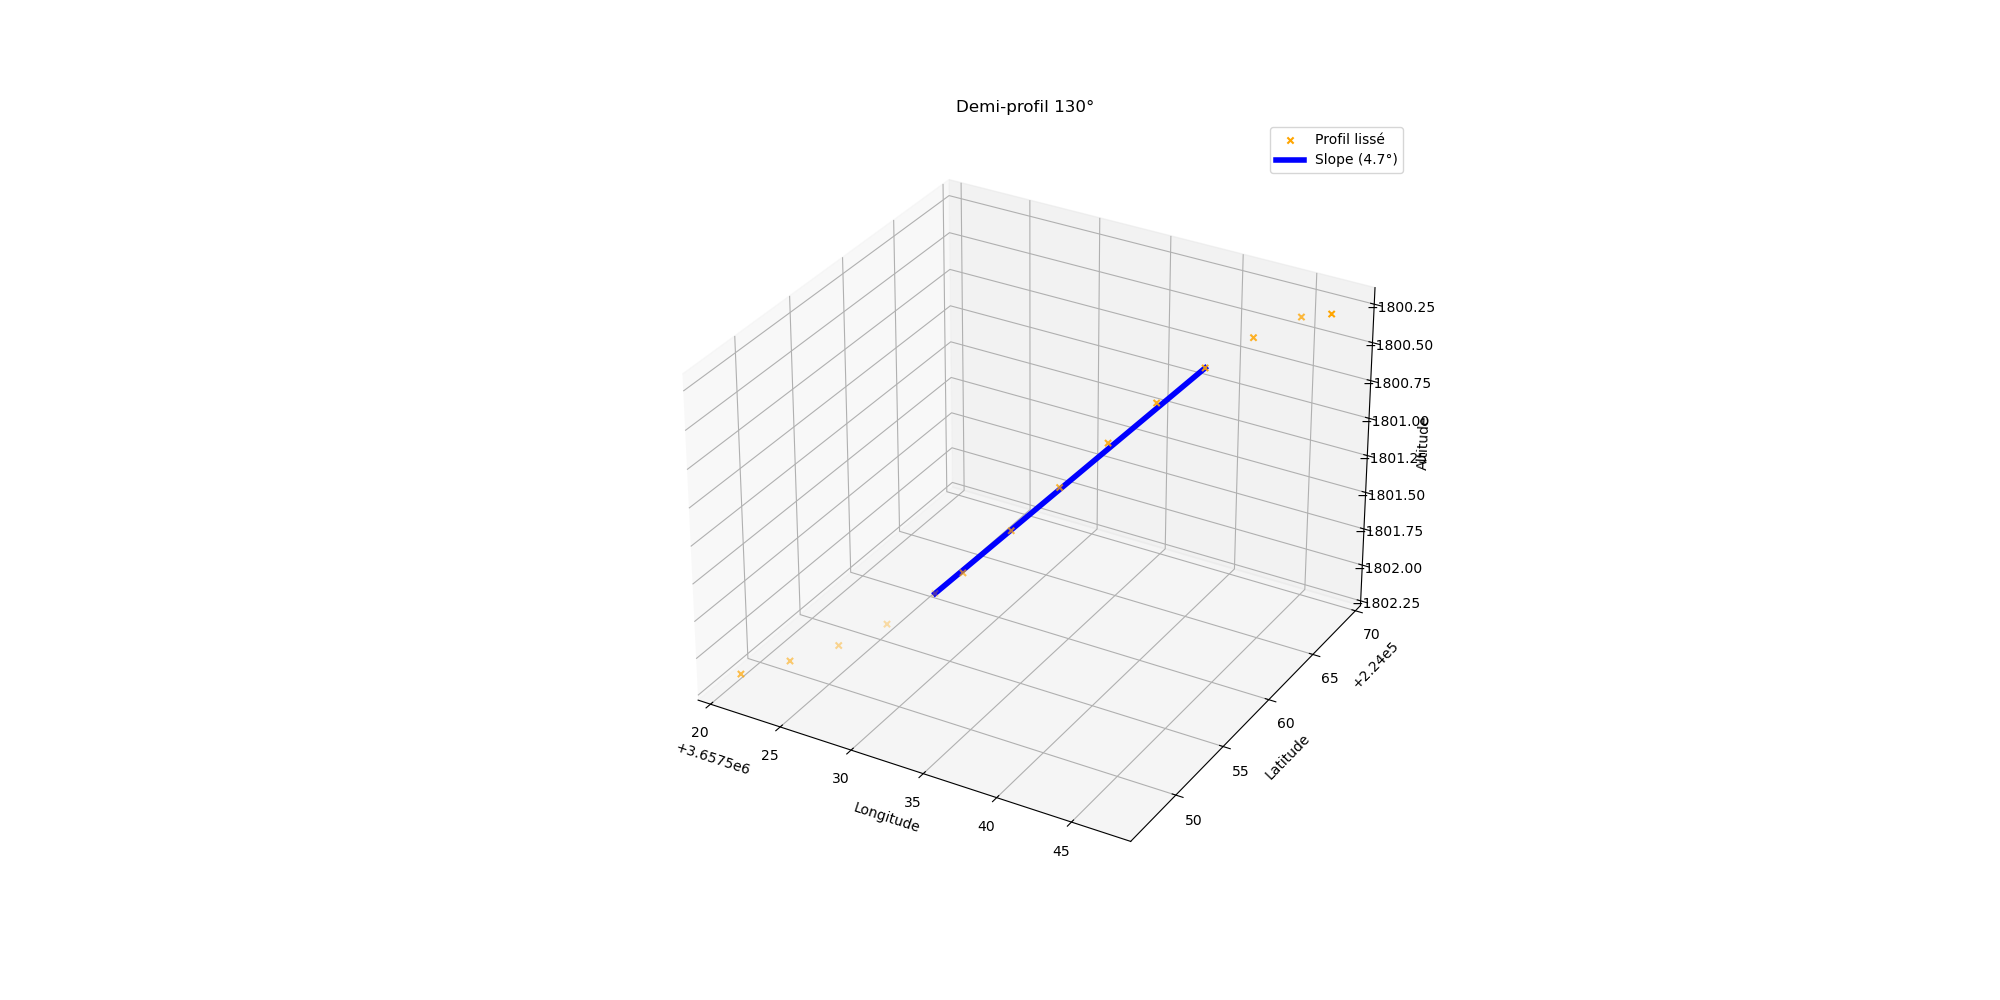 Demi-profil 130°
Profil lissé
Slope (4.7°)
−1800.25
−1800.50
−1800.75
−1801.00
−1801.25
−1801.50
−1801.75
−1802.00
−1802.25
Altitude
70
65
60
55
50
+2.24e5
Latitude
20
25
30
35
40
45
+3.6575e6
Longitude